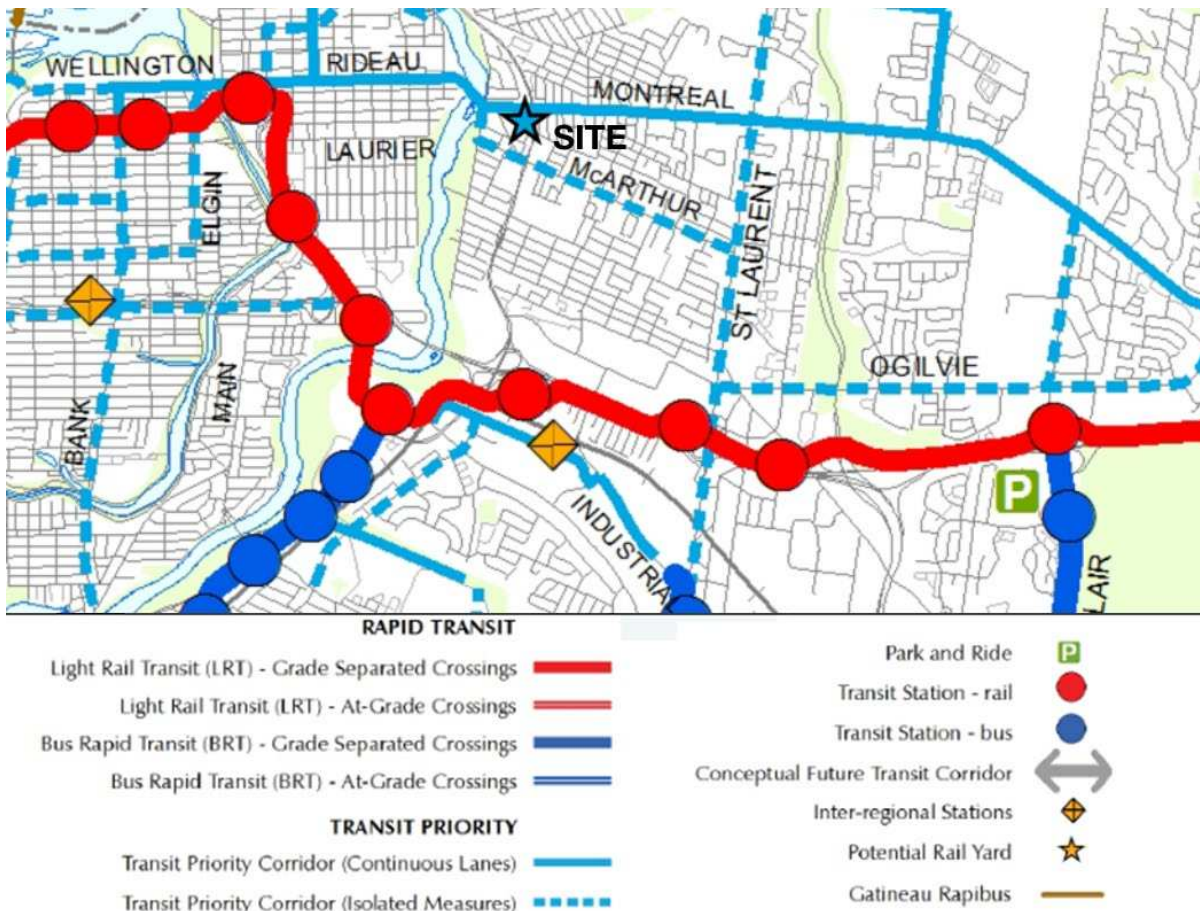 WELLINGTON
RIDEAU
MONTREAL
SITE
LAURIER
McARTHUR
ELGIN
ST LAURENT
OGILVIE
MAIN
BANK
P
INDUSTRIA
LAIR
RAPID TRANSIT
Light Rail Transit (LRT) - Grade Separated Crossings
Light Rail Transit (LRT) - At-Grade Crossings
Bus Rapid Transit (BRT) - Grade Separated Crossings
Bus Rapid Transit (BRT) - At-Grade Crossings
TRANSIT PRIORITY
Transit Priority Corridor (Continuous Lanes)
Transit Priority Corridor (Isolated Measures)
Park and Ride P
Transit Station - rail
Transit Station - bus
Conceptual Future Transit Corridor
Inter-regional Stations
Potential Rail Yard
Gatineau Rapibus